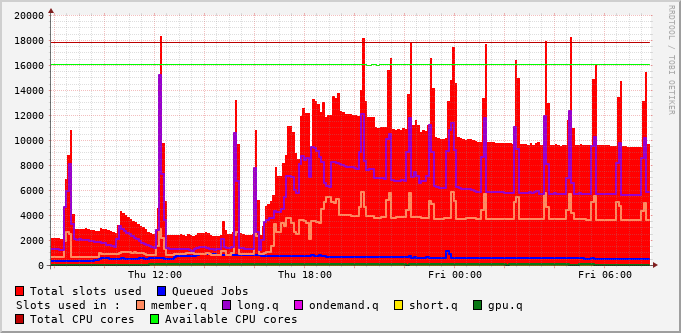 20000
18000
16000
14000
12000
10000
8000
6000
4000
2000
0
Thu 12:00 Thu 18:00 Fri 00:00 Fri 06:00
Total slots used Queued Jobs
Slots used in : member.q long.q ondemand.q short.q gpu.q
Total CPU cores Available CPU cores
RRDTOOL / TOBI OETIKER